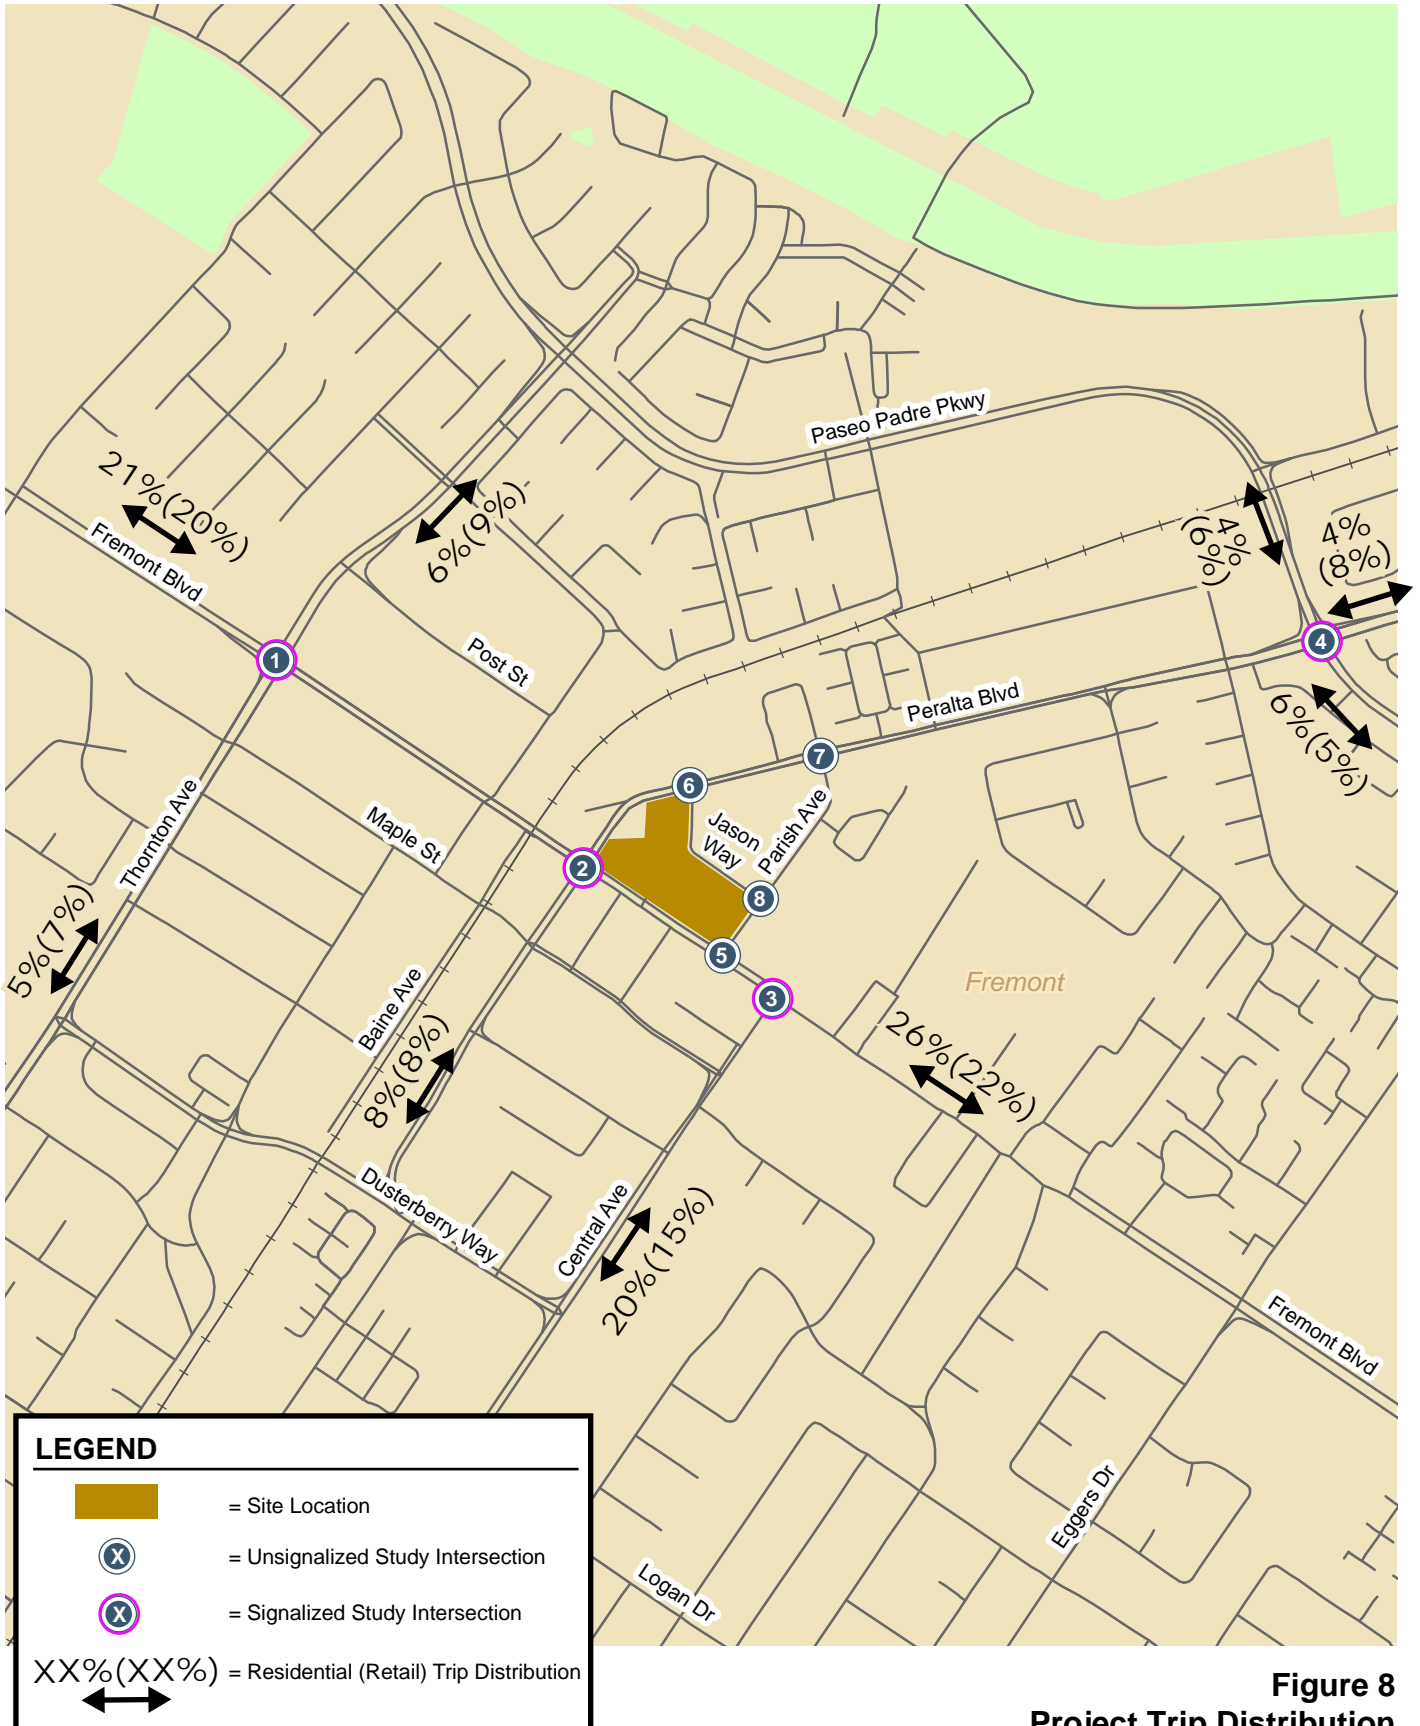 Paseo Padre Pkwy
21%(20%)
Fremont Blvd
6%(9%)
4%
(6%)
4%
(8%)
1
Post St
4
Peralta Blvd
6%(5%)
7
6
Thornton Ave
Maple St
Jason
Way
Parish Ave
2
8
5%(7%)
5
Fremont
3
Baine Ave
8%(8%)
26%(22%)
Dusterberry Way
Central Ave
20%(15%)
Fremont Blvd
Eggers Dr
Logan Dr
LEGEND
= Site Location
X = Unsignalized Study Intersection
X = Signalized Study Intersection
XX%(XX%) = Residential (Retail) Trip Distribution
Figure 8
Project Trip Distribution